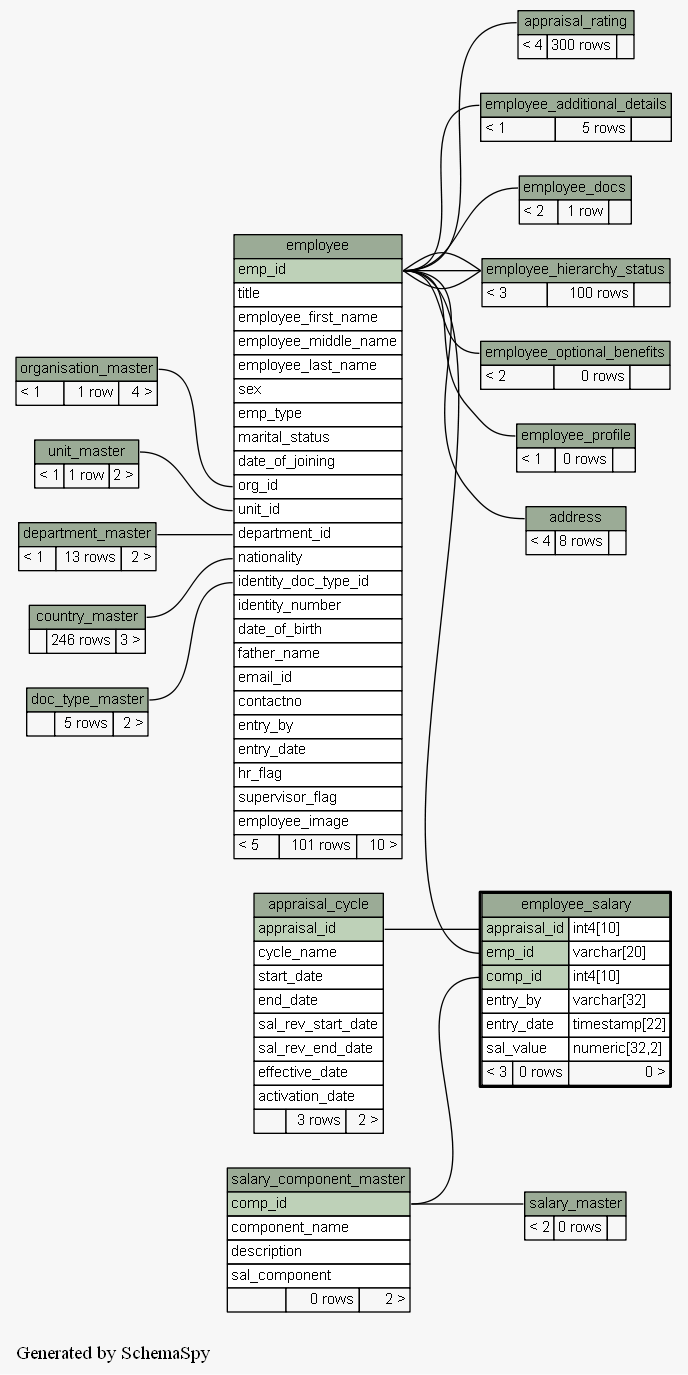 appraisal_rating
< 4 300 rows
employee_additional_details
< 1 5 rows
employee_docs
< 2 1 row
employee_hierarchy_status
< 3 100 rows
employee_optional_benefits
< 2 0 rows
employee_profile
< 1 0 rows
address
< 4 8 rows
employee
emp_id
title
employee_first_name
employee_middle_name
employee_last_name
sex
emp_type
marital_status
date_of_joining
org_id
unit_id
department_id
nationality
identity_doc_type_id
identity_number
date_of_birth
father_name
email_id
contactno
entry_by
entry_date
hr_flag
supervisor_flag
employee_image
< 5 101 rows 10 >
organisation_master
< 1 1 row 4 >
unit_master
< 1 1 row 2 >
department_master
< 1 13 rows 2 >
country_master
246 rows 3 >
doc_type_master
5 rows 2 >
appraisal_cycle
appraisal_id
cycle_name
start_date
end_date
sal_rev_start_date
sal_rev_end_date
effective_date
activation_date
3 rows 2 >
employee_salary
appraisal_id int4[10]
emp_id varchar[20]
comp_id int4[10]
entry_by varchar[32]
entry_date timestamp[22]
sal_value numeric[32,2]
< 3 0 rows 0 >
salary_component_master
comp_id
component_name
description
sal_component
0 rows 2 >
salary_master
< 2 0 rows
Generated by SchemaSpy